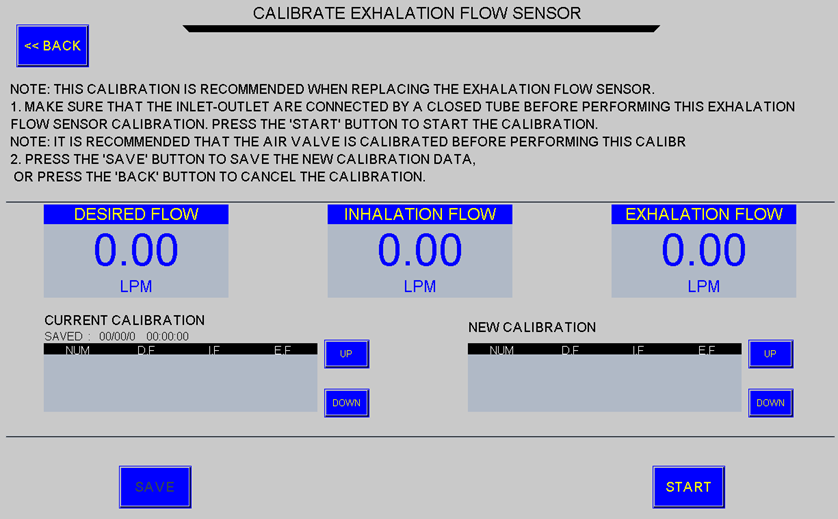 CALIBRATE EXHALATION FLOW SENSOR
<< BACK
NOTE: THIS CALIBRATION IS RECOMMENDED WHEN REPLACING THE EXHALATION FLOW SENSOR.
1. MAKE SURE THAT THE INLET-OUTLET ARE CONNECTED BY A CLOSED TUBE BEFORE PERFORMING THIS EXHALATION
FLOW SENSOR CALIBRATION. PRESS THE 'START' BUTTON TO START THE CALIBRATION.
NOTE: IT IS RECOMMENDED THAT THE AIR VALVE IS CALIBRATED BEFORE PERFORMING THIS CALIBR
2. PRESS THE 'SAVE' BUTTON TO SAVE THE NEW CALIBRATION DATA,
OR PRESS THE 'BACK' BUTTON TO CANCEL THE CALIBRATION.
DESIRED FLOW INHALATION FLOW EXHALATION FLOW
0.00 0.00 0.00
LPM LPM LPM
CURRENT CALIBRATION
SAVED : 00/00/0 00:00:00
NUM D.F I.F E.F
UP
DOWN
NEW CALIBRATION
NUM D.F I.F E.F
UP
DOWN
SAVE
START